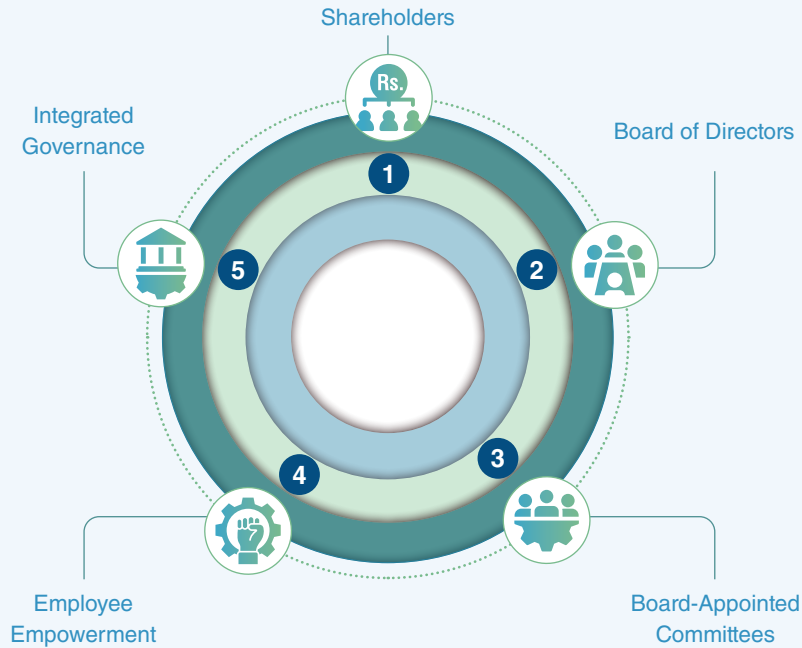 Shareholders
Rs.
Integrated
Governance
Board of Directors
1
2
3
4
5
Employee
Empowerment
Board-Appointed
Committees